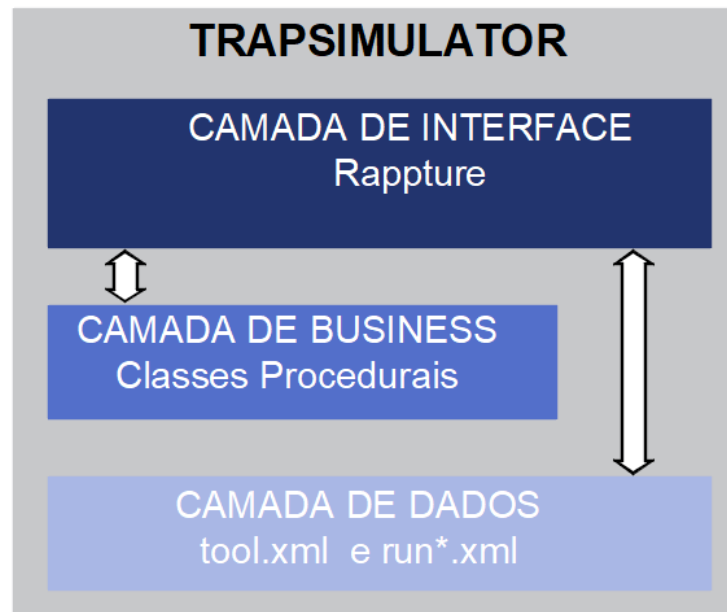 TRAPSIMULATOR
CAMADA DE INTERFACE
Rappture
CAMADA DE BUSINESS
Classes Procedurais
CAMADA DE DADOS
tool.xml e run*.xml